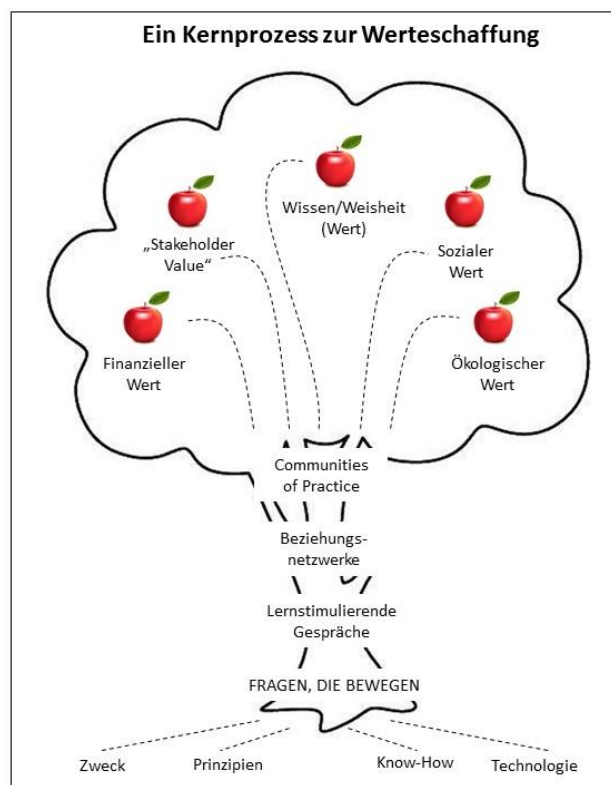 Ein Kernprozess zur Werteschaffung
Wissen/Weisheit
(Wert)
„Stakeholder
Value“
Sozialer
Wert
Finanzieller
Wert
Ökologischer
Wert
Communities
of Practice
Beziehungs-
netzwerke
Lernstimulierende
Gespräche
FRAGEN, DIE BEWEGEN
Zweck Prinzipien Know-How Technologie